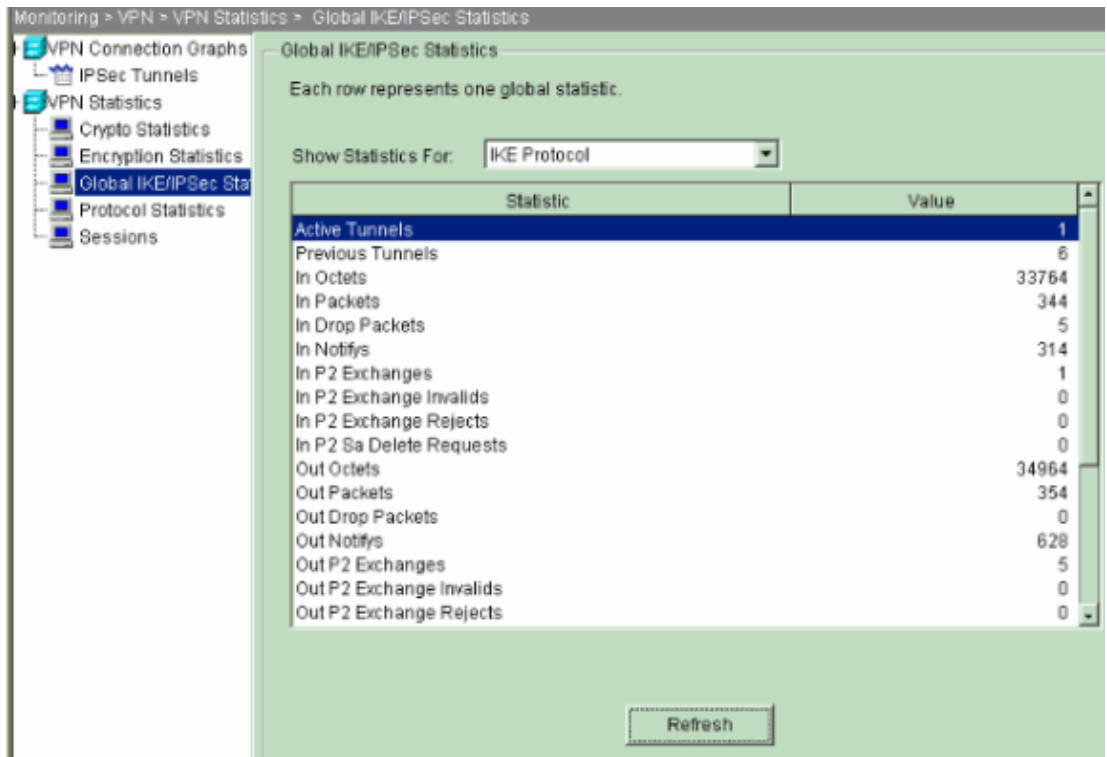 Monitoring > VPN > VPN Statistics > Global IKE/IPSec Statistics
VPN Connection Graphs
IPSec Tunnels
VPN Statistics
Crypto Statistics
Encryption Statistics
Global IKE/IPSec Sta
Protocol Statistics
Sessions
Global IKE/IPSec Statistics
Each row represents one global statistic.
Show Statistics For: IKE Protocol
Statistic Value
Active Tunnels 1
Previous Tunnels 6
In Octets 33764
In Packets 344
In Drop Packets 5
In Notifys 314
In P2 Exchanges 1
In P2 Exchange Invalids 0
In P2 Exchange Rejects 0
In P2 Sa Delete Requests 0
Out Octets 34964
Out Packets 354
Out Drop Packets 0
Out Notifys 628
Out P2 Exchanges 5
Out P2 Exchange Invalids 0
Out P2 Exchange Rejects 0
Refresh